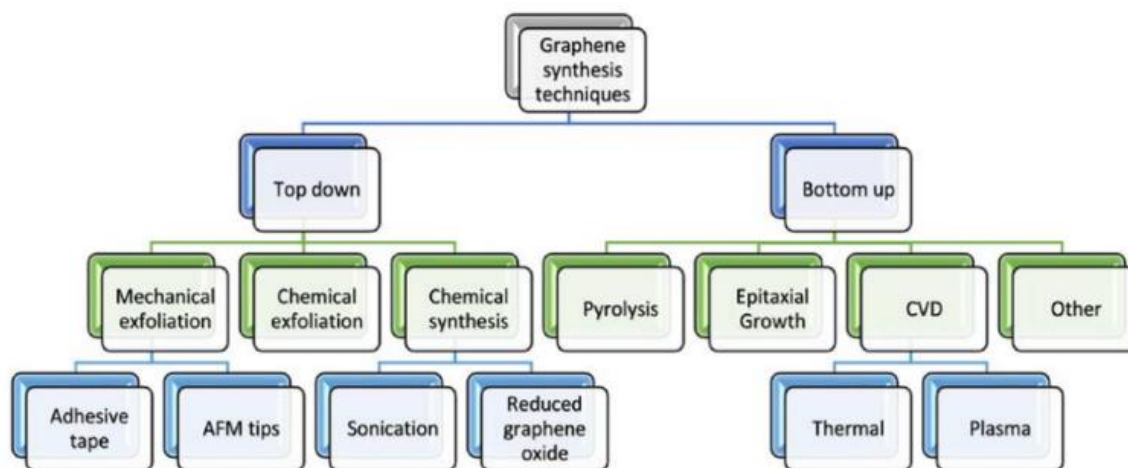 Graphene
synthesis
techniques
Top down
Bottom up
Mechanical
exfoliation
Chemical
exfoliation
Chemical
synthesis
Pyrolysis
Epitaxial
Growth
CVD
Other
Adhesive
tape
AFM tips
Sonication
Reduced
graphene
oxide
Thermal
Plasma